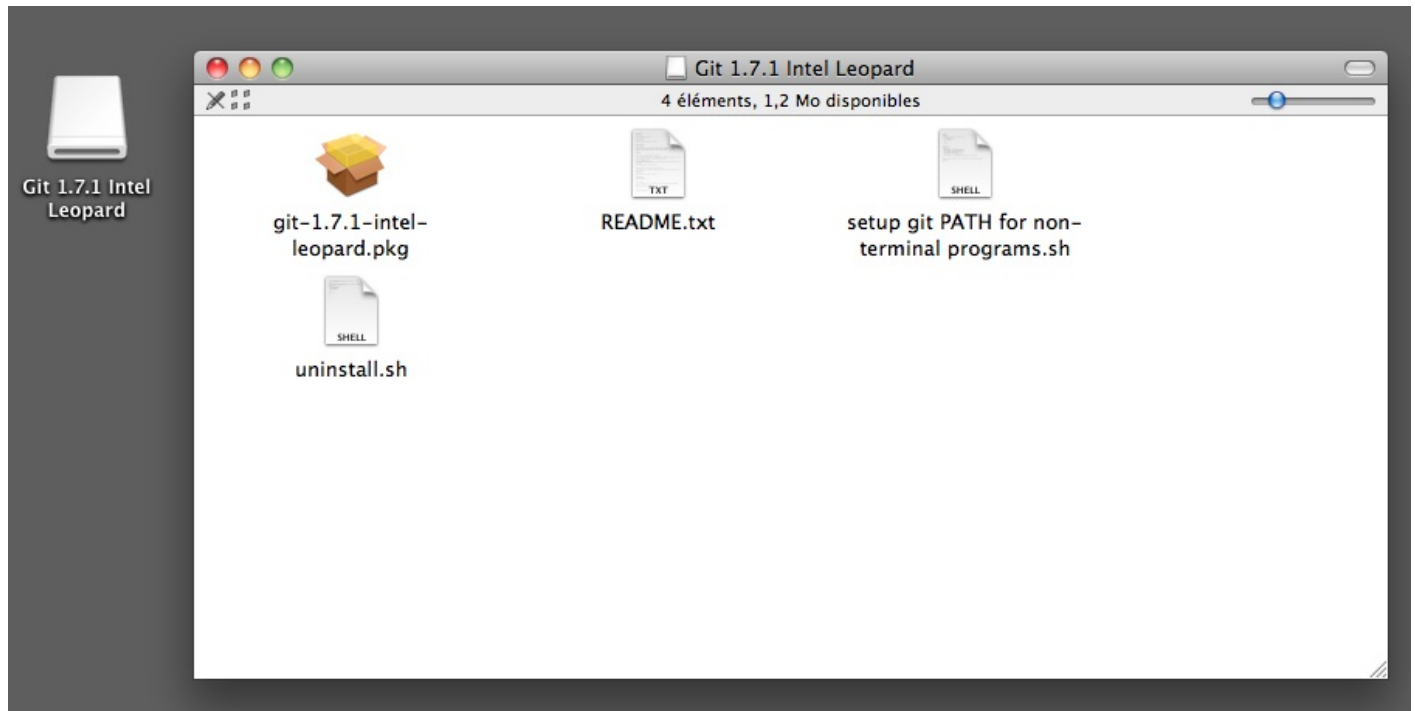 Git 1.7.1 Intel Leopard
4 éléments, 1,2 Mo disponibles
Git 1.7.1 Intel
Leopard
git-1.7.1-intel-
leopard.pkg
TXT
README.txt
SHELL
setup git PATH for non-
terminal programs.sh
SHELL
uninstall.sh